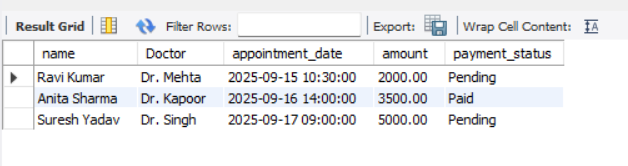 Result Grid Filter Rows: Export: Wrap Cell Content: IA
name Doctor appointment_date amount payment_status
Ravi Kumar Dr. Mehta 2025-09-15 10:30:00 2000.00 Pending
Anita Sharma Dr. Kapoor 2025-09-16 14:00:00 3500.00 Paid
Suresh Yadav Dr. Singh 2025-09-17 09:00:00 5000.00 Pending